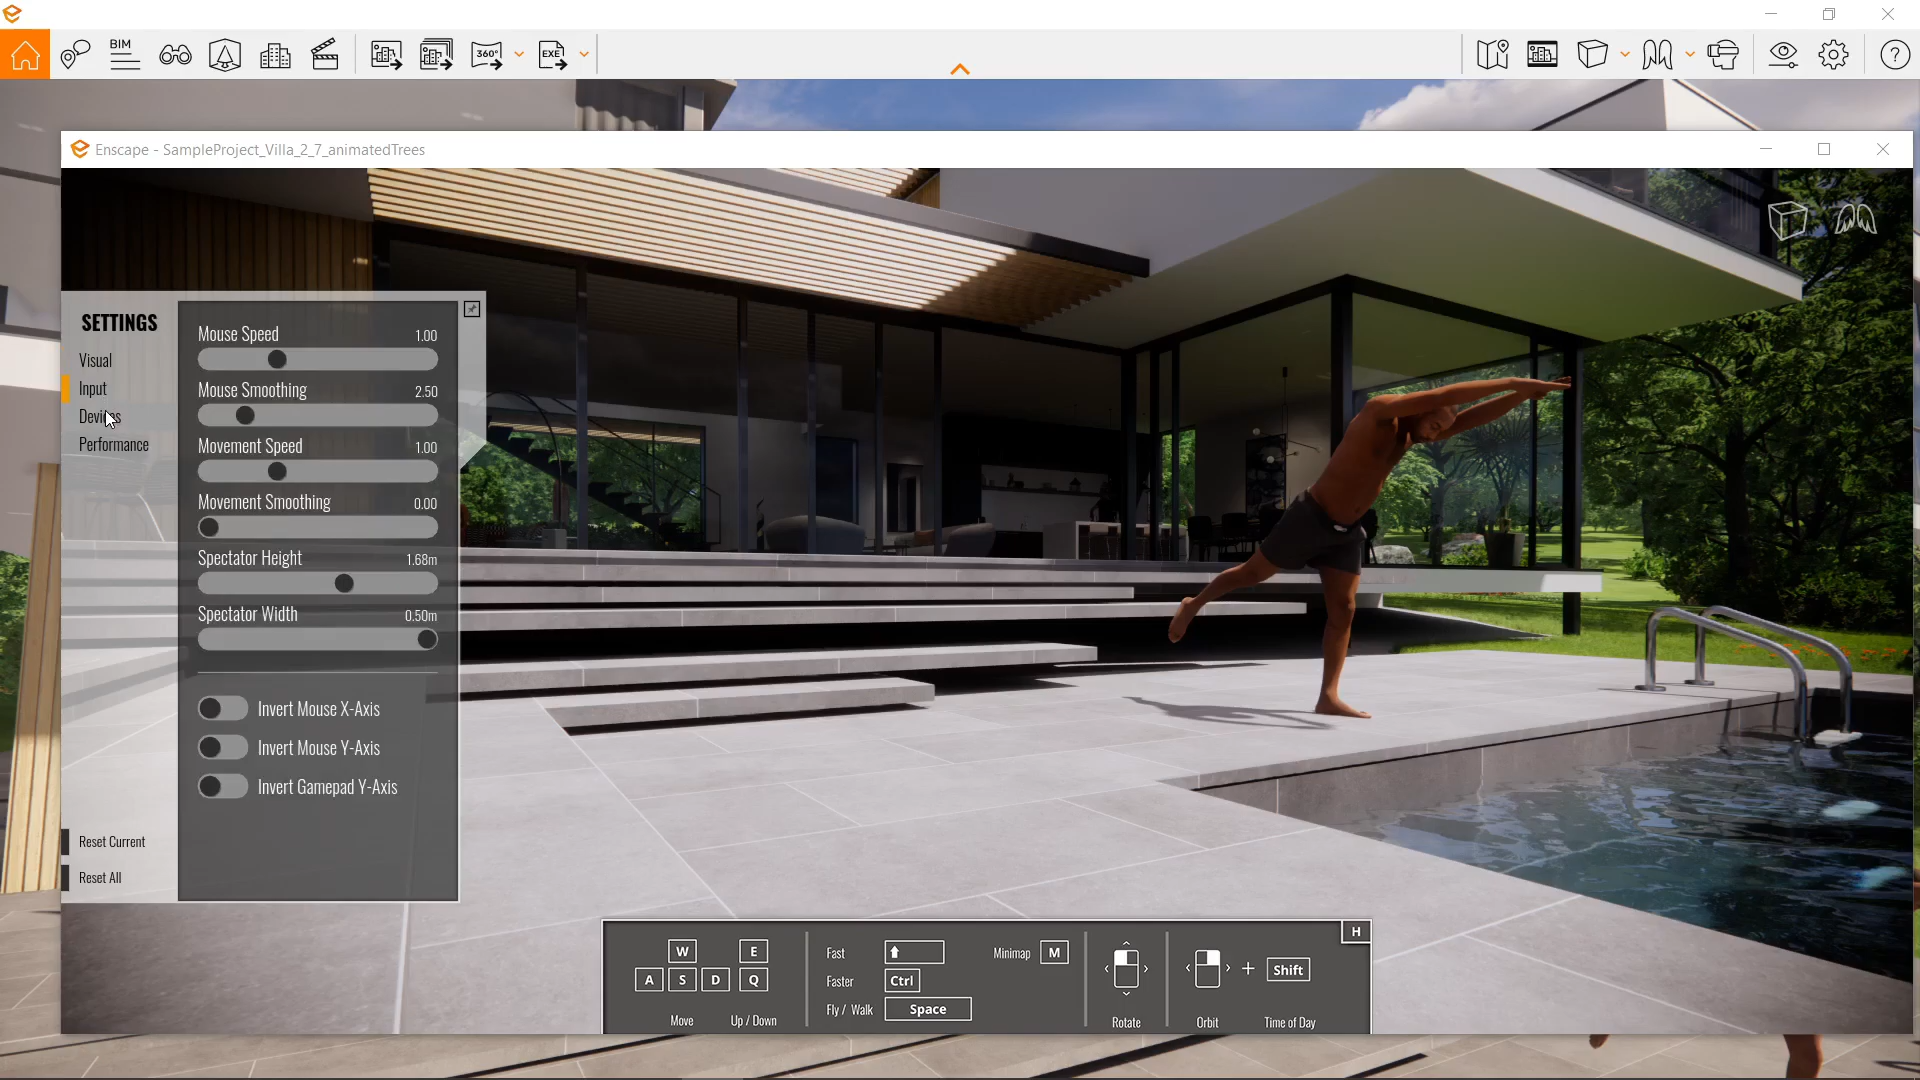 BIM
360°
EXE
?
Enscape - SampleProject_Villa_2_7_animatedTrees
SETTINGS
Visual
Input
Devices
Performance
Reset Current
Reset All
Mouse Speed 1.00
Mouse Smoothing 2.50
Movement Speed 1.00
Movement Smoothing 0.00
Spectator Height 1.68m
Spectator Width 0.50m
Invert Mouse X-Axis
Invert Mouse Y-Axis
Invert Gamepad Y-Axis
H
W E
A S D Q
Move Up / Down
Fast
Faster Ctrl
Fly / Walk Space
Minimap M
Rotate
+ Shift
Orbit Time of Day